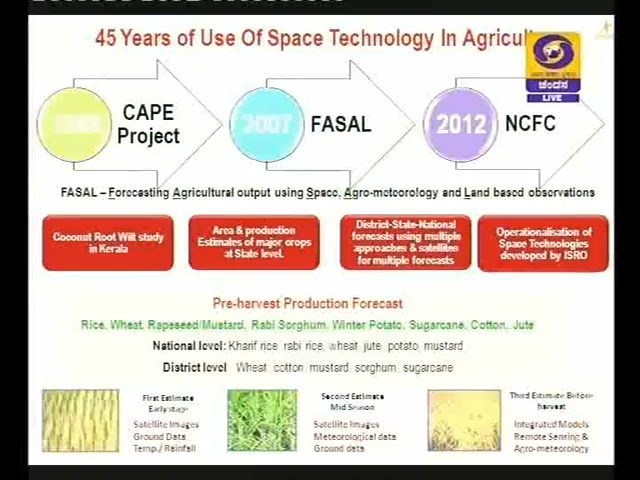 45 Years of Use Of Space Technology In Agricul
ಚಂದನ
LIVE
CAPE
Project
2007
FASAL
2012
NCFC
FASAL – Forecasting Agricultural output using Space, Agro-meteorology and Land based observations
Coconut Root Wilt study
in Kerala
Area & production
Estimates of major crops
at State level.
District-State-National
forecasts using multiple
approaches & satellites
for multiple forecasts
Operationalisation of
Space Technologies
developed by ISRO
Pre-harvest Production Forecast
Rice, Wheat, Rapeseed/Mustard, Rabi Sorghum, Winter Potato, Sugarcane, Cotton, Jute
National level: Kharif rice, rabi rice, wheat, jute, potato, mustard
District level Wheat, cotton, mustard, sorghum, sugarcane
First Estimate
Early stage
Satellite Images
Ground Data
Temp./ Rainfall
Second Estimate
Mid Season
Satellite Images
Meteorological data
Ground data
Third Estimate Before
harvest
Integrated Models
Remote Sensing &
Agro-meteorology